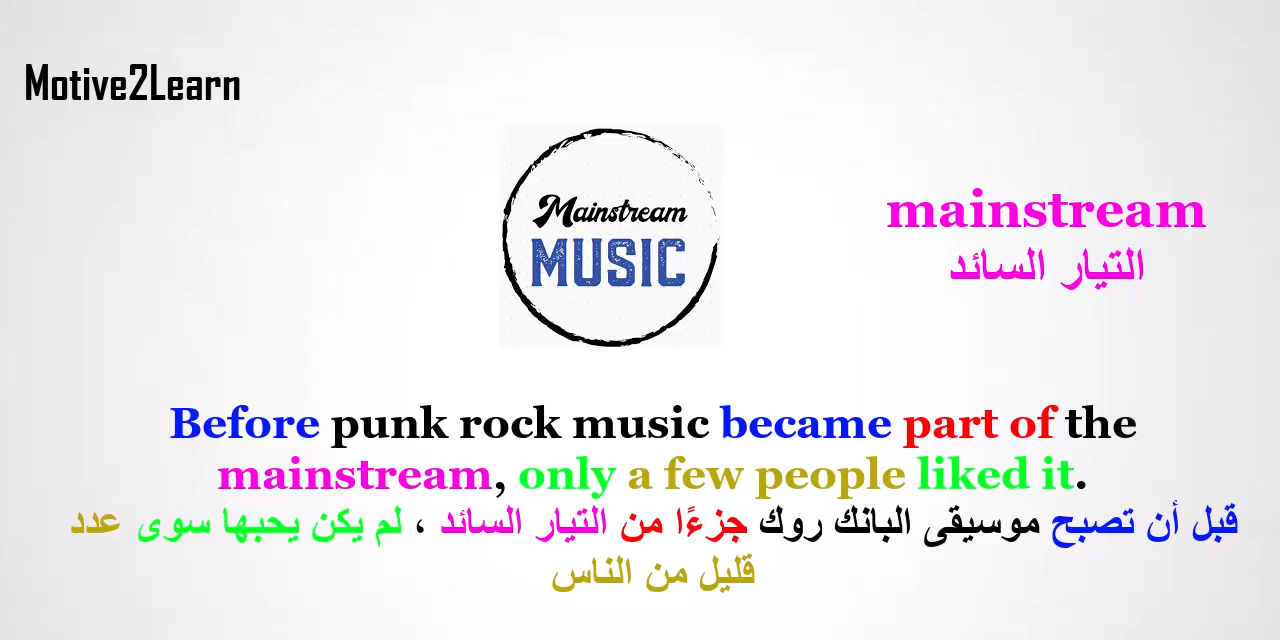 Motive2Learn
Mainstream
MUSIC
mainstream
التيار السائد
Before punk rock music became part of the
mainstream, only a few people liked it.
قبل أن تصبح موسيقى البانك روك جزءًا من التيار السائد ، لم يكن يحبها سوى عدد
قليل من الناس